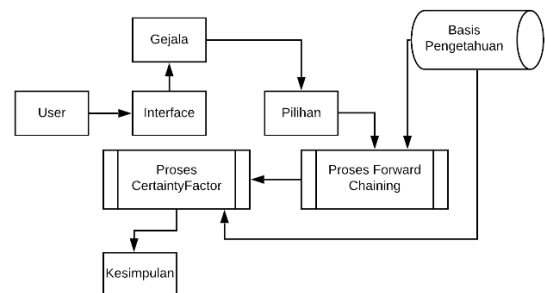 Gejala
Basis
Pengetahuan
User
Interface
Pilihan
Proses
CertaintyFactor
Proses Forward
Chaining
Kesimpulan